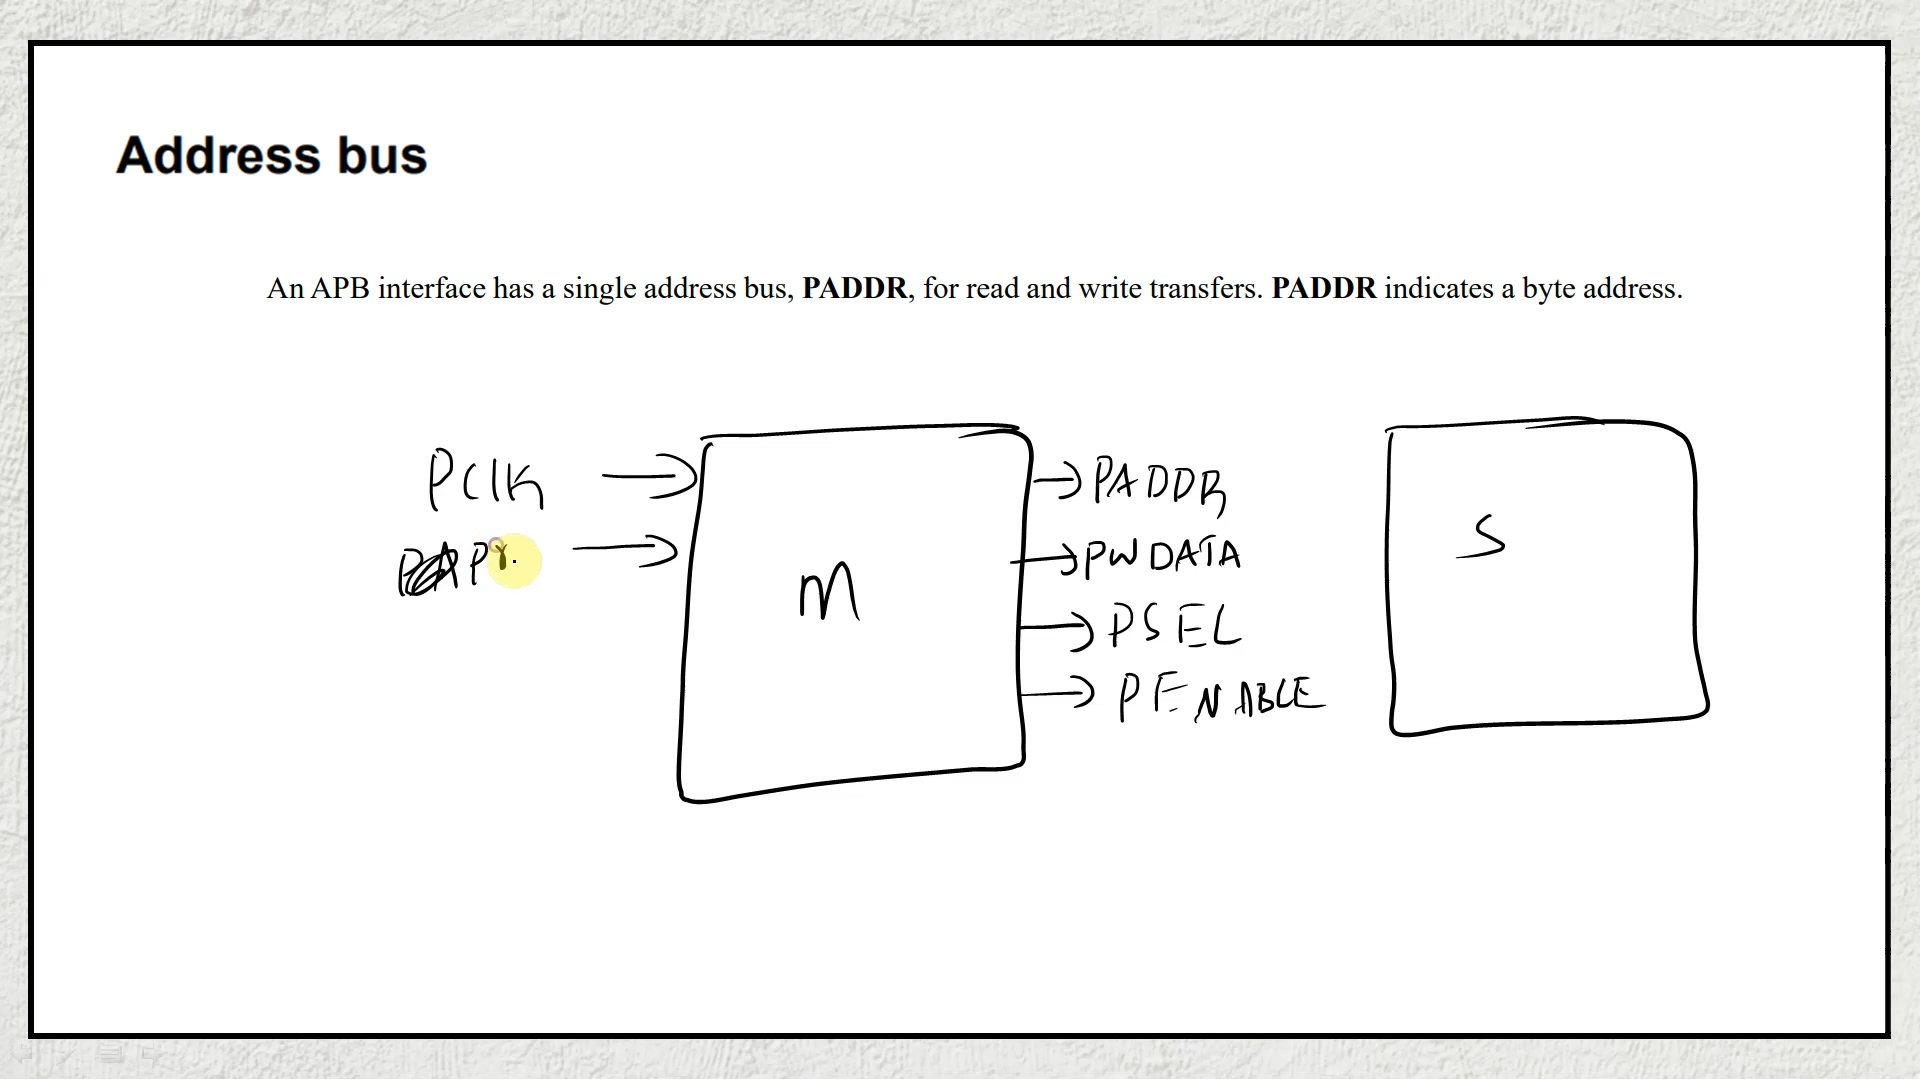 Address bus
An APB interface has a single address bus, PADDR, for read and write transfers. PADDR indicates a byte address.
PCLK
PADDR
PWDATA
M
S
PSEL
PENABLE